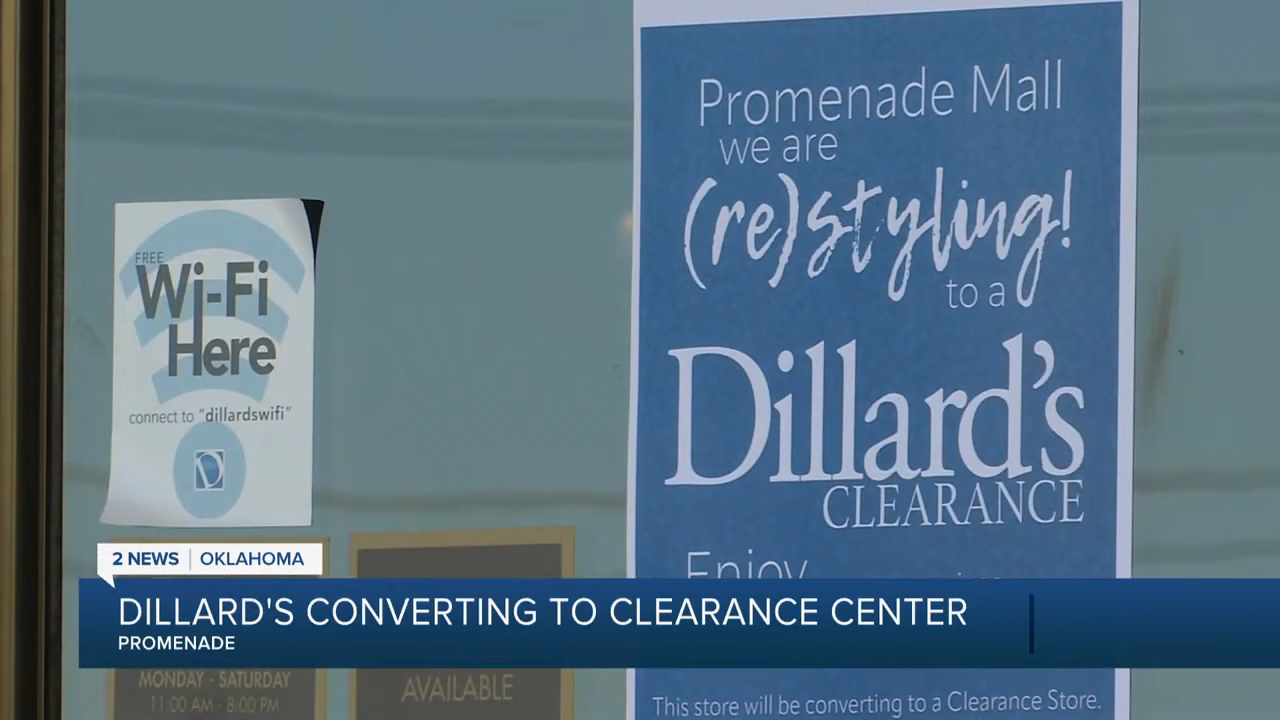 Promenade Mall
we are
(re)styling!
to a
Dillard's
CLEARANCE
Enjoy
This store will be converting to a Clearance Store.
FREE
Wi-Fi
Here
connect to "dillardswifi"
D
2 NEWS | OKLAHOMA
DILLARD'S CONVERTING TO CLEARANCE CENTER
PROMENADE
MONDAY - SATURDAY
11:00 AM - 8:00 PM
AVAILABLE